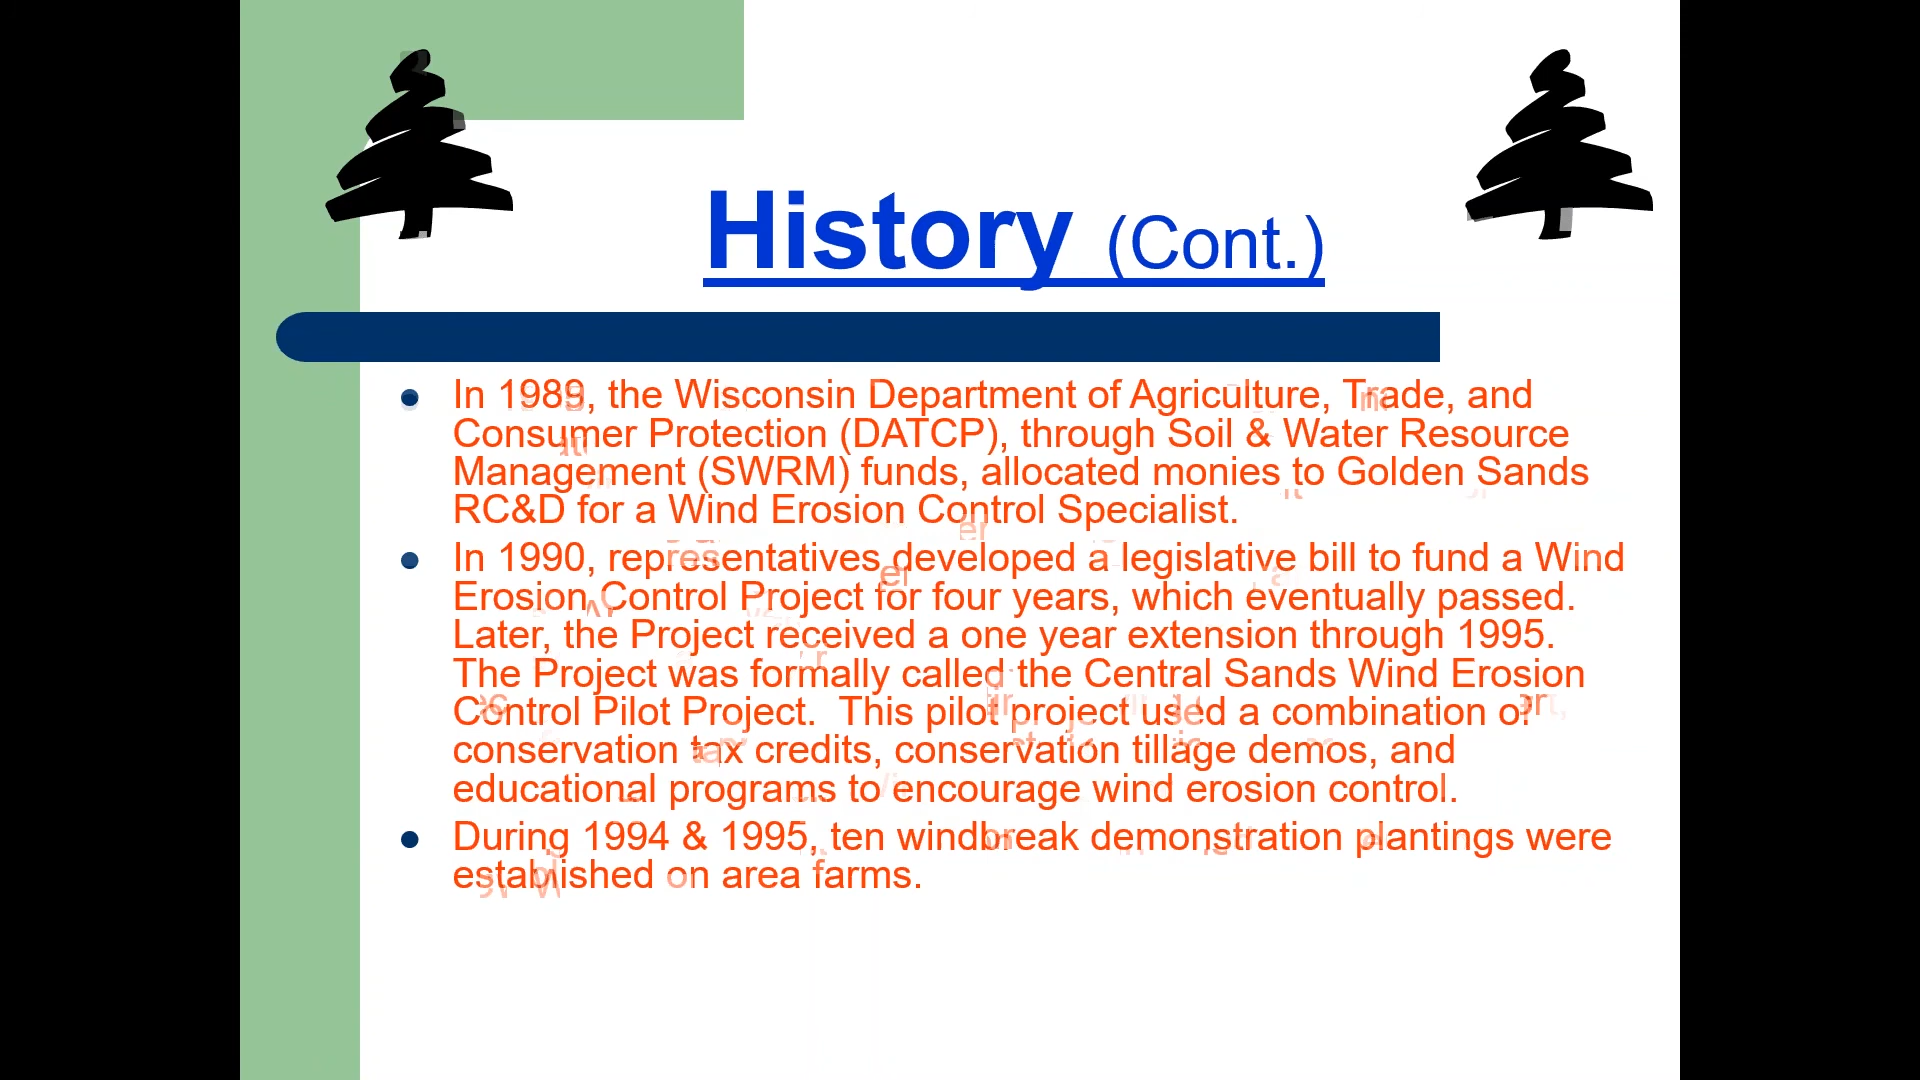 History (Cont.)
In 1989, the Wisconsin Department of Agriculture, Trade, and
Consumer Protection (DATCP), through Soil & Water Resource
Management (SWRM) funds, allocated monies to Golden Sands
RC&D for a Wind Erosion Control Specialist.
In 1990, representatives developed a legislative bill to fund a Wind
Erosion Control Project for four years, which eventually passed.
Later, the Project received a one year extension through 1995.
The Project was formally called the Central Sands Wind Erosion
Control Pilot Project.  This pilot project used a combination of
conservation tax credits, conservation tillage demos, and
educational programs to encourage wind erosion control.
During 1994 & 1995, ten windbreak demonstration plantings were
established on area farms.